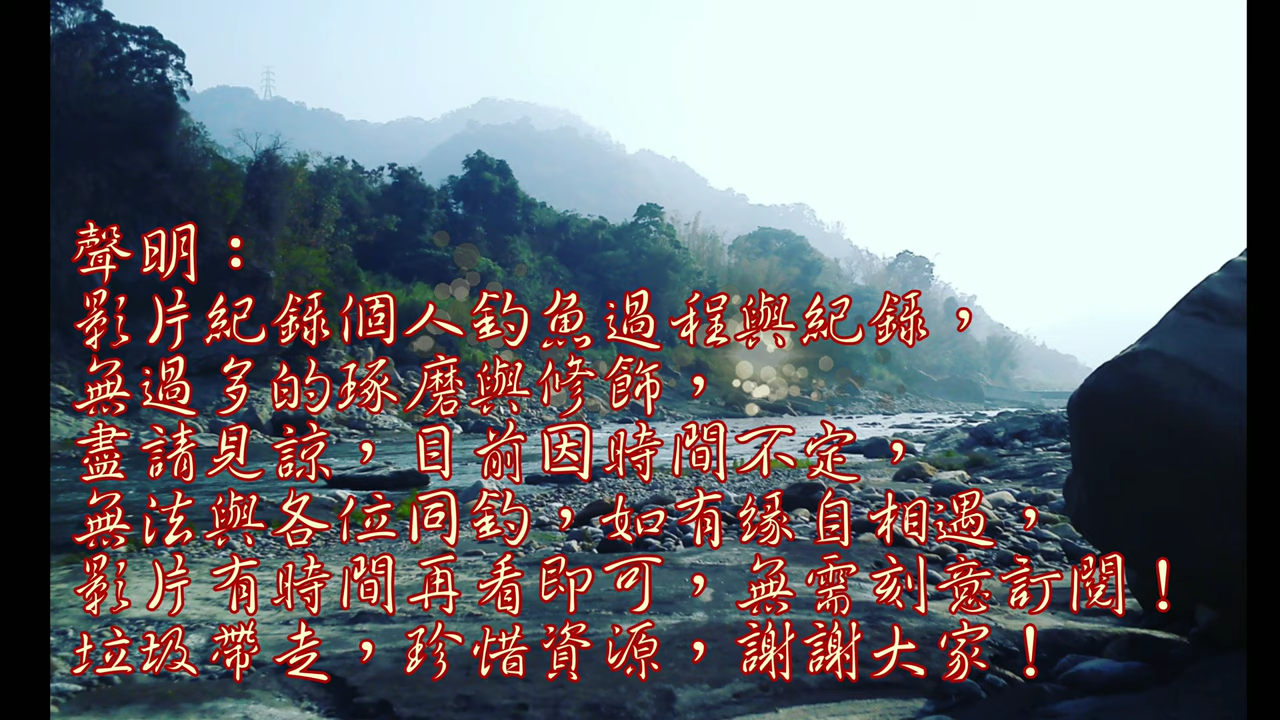 聲明：
影片紀錄個人釣魚過程與紀錄，
無過多的琢磨與修飾，
盡請見諒，目前因時間不定，
無法與各位同釣，如有緣自相遇，
影片有時間再看即可，無需刻意訂閱！
垃圾帶走，珍惜資源，謝謝大家！